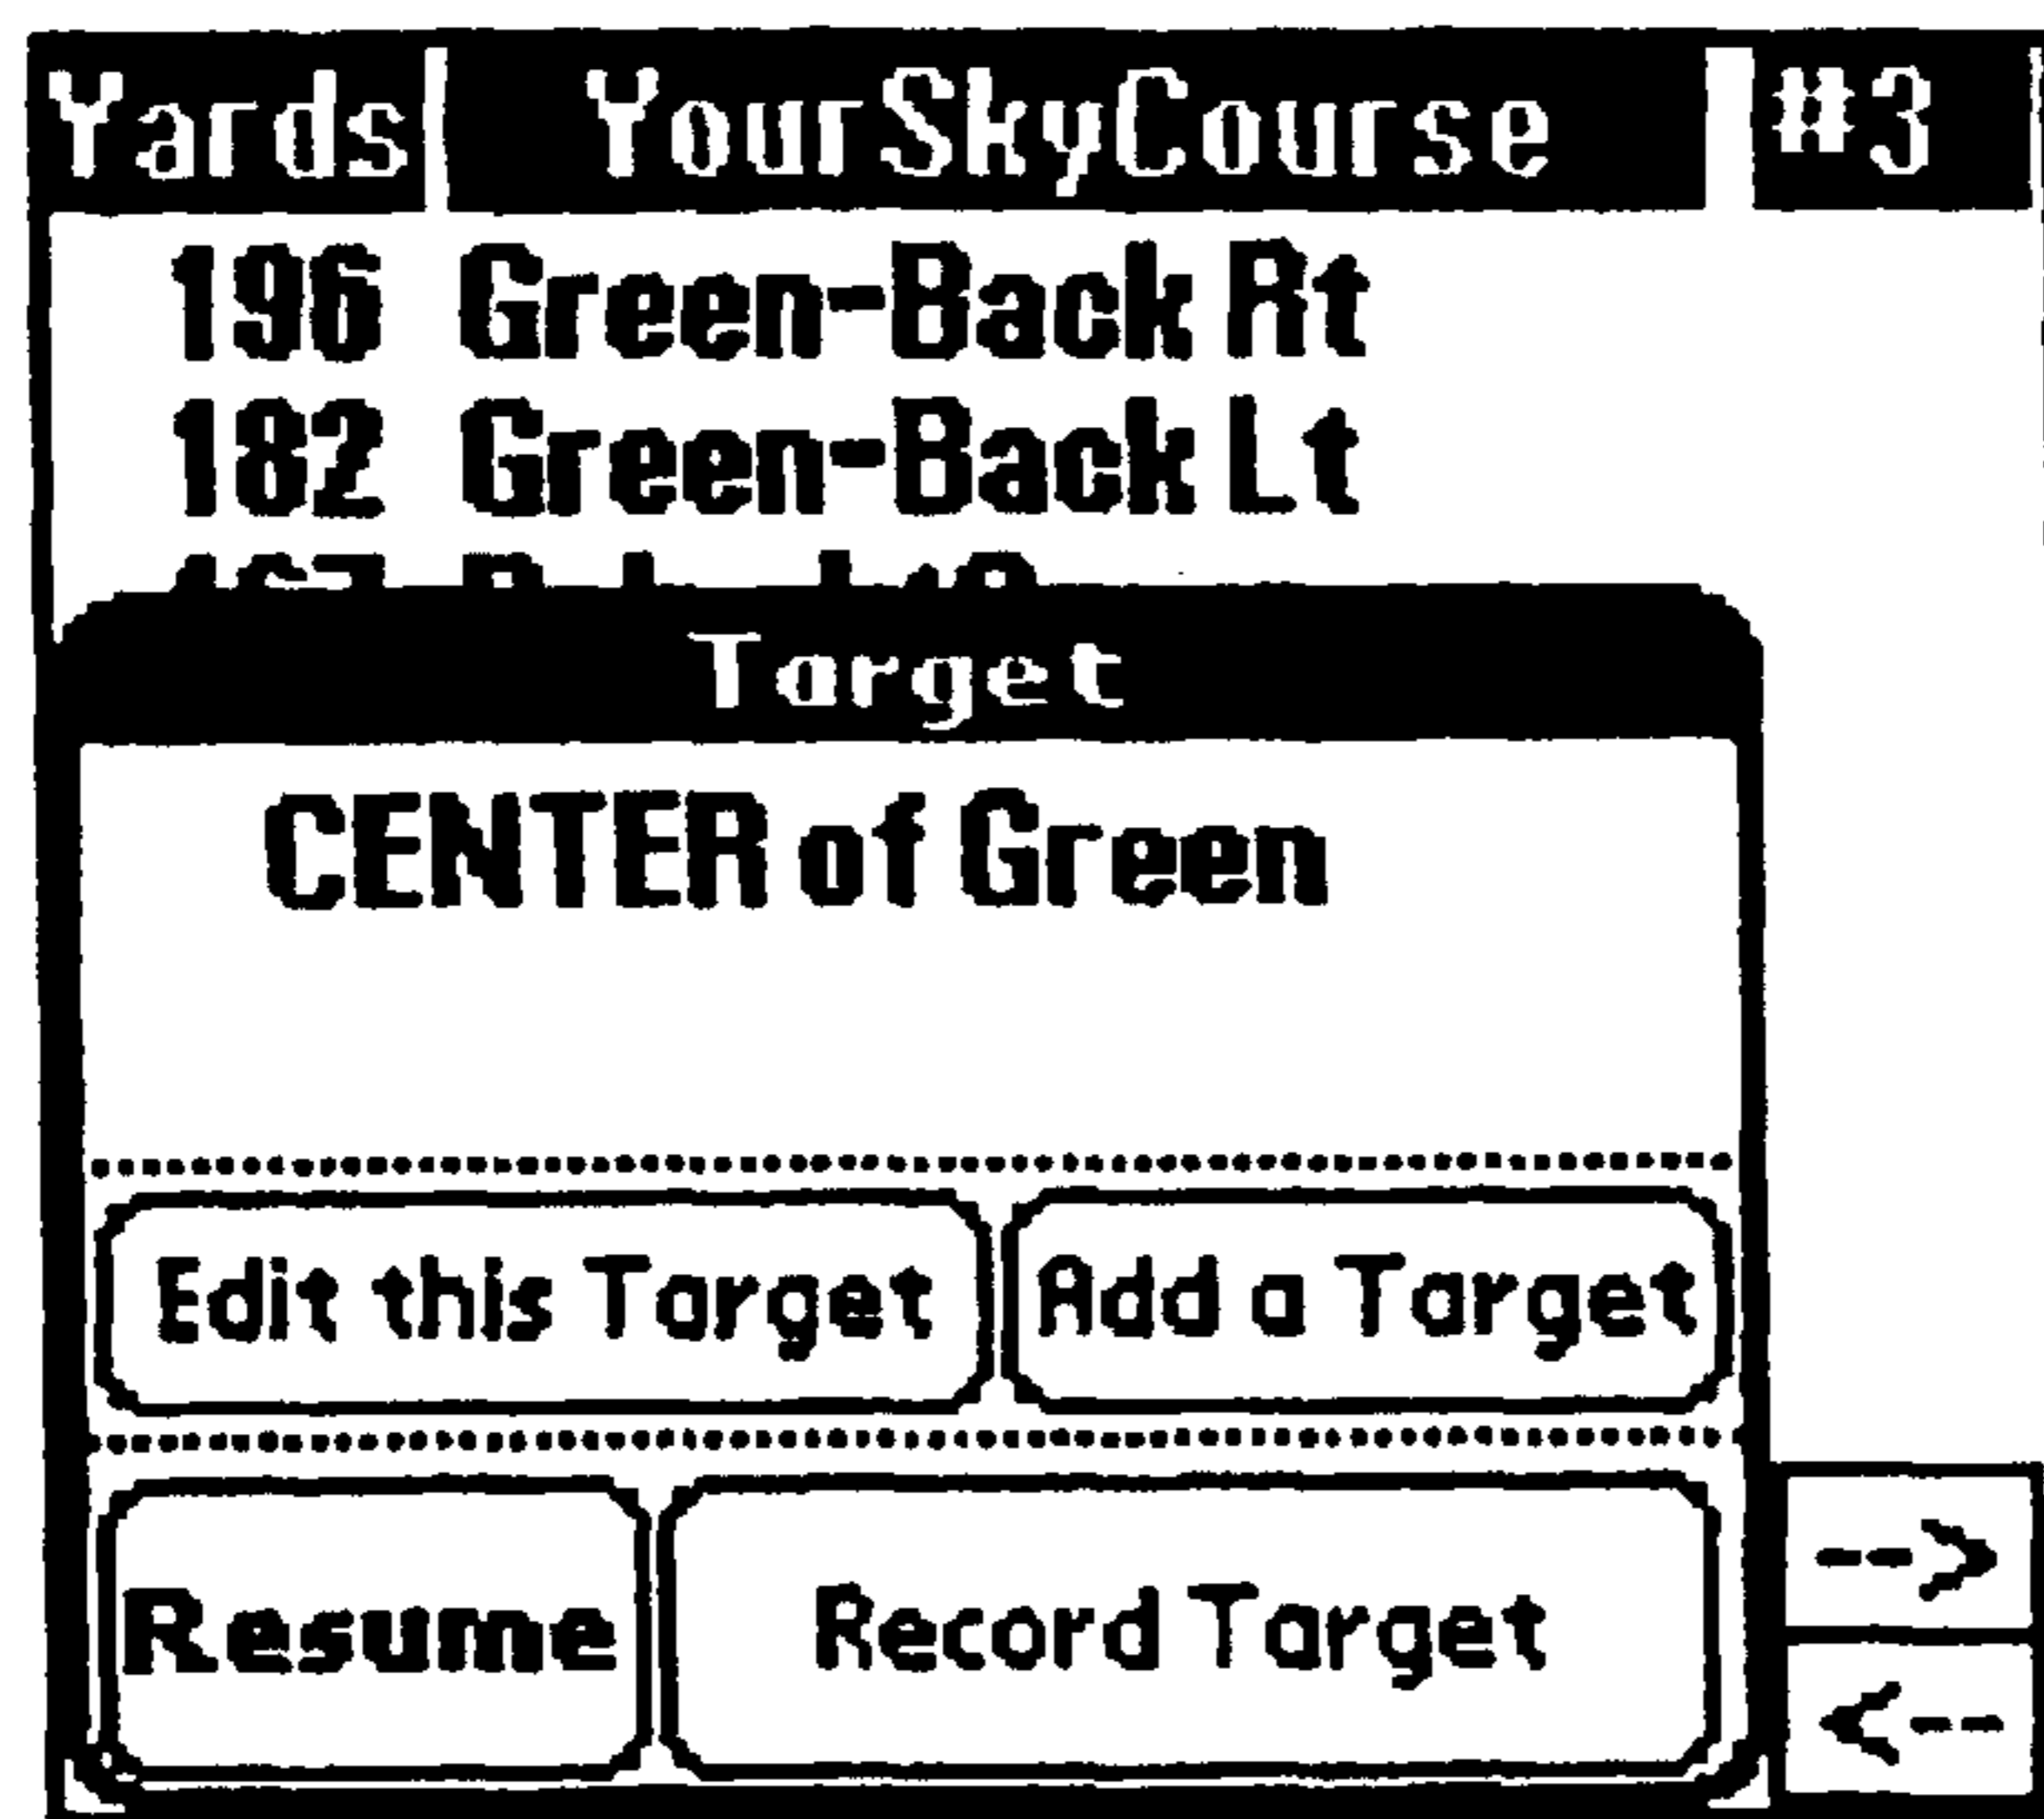 Yards YourSkyCourse #3
196 Green-Back Rt
182 Green-Back Lt
Target
CENTER of Green
Edit this Target Add a Target
Resume Record Target
-->
<--